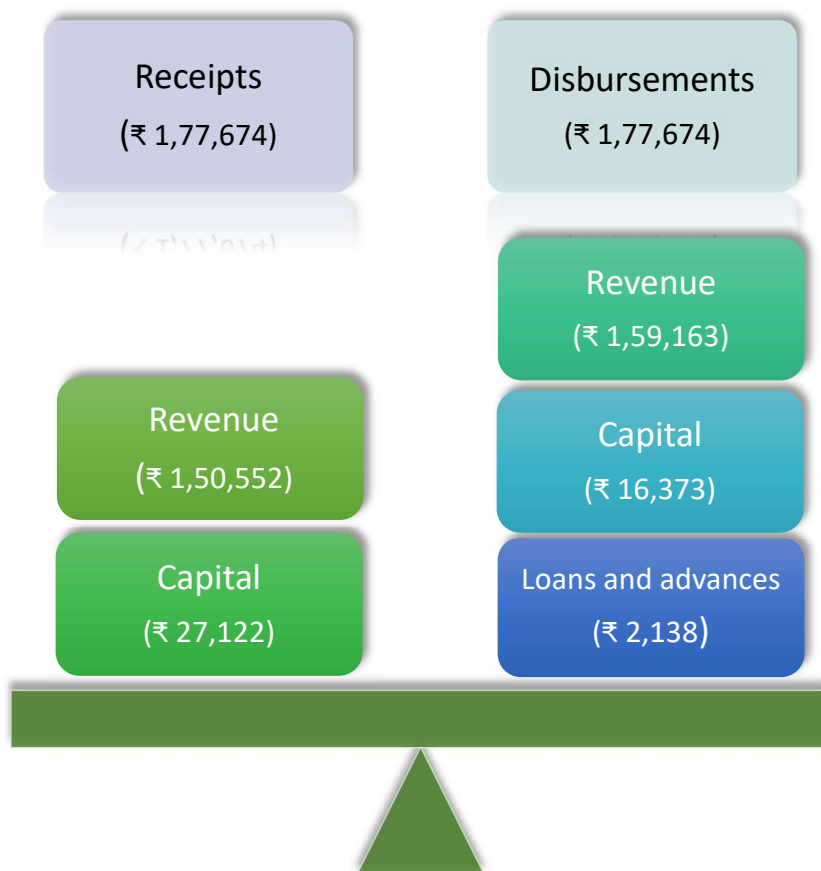 Receipts
(₹ 1,77,674)
Disbursements
(₹ 1,77,674)
Revenue
(₹ 1,50,552)
Capital
(₹ 27,122)
Revenue
(₹ 1,59,163)
Capital
(₹ 16,373)
Loans and advances
(₹ 2,138)